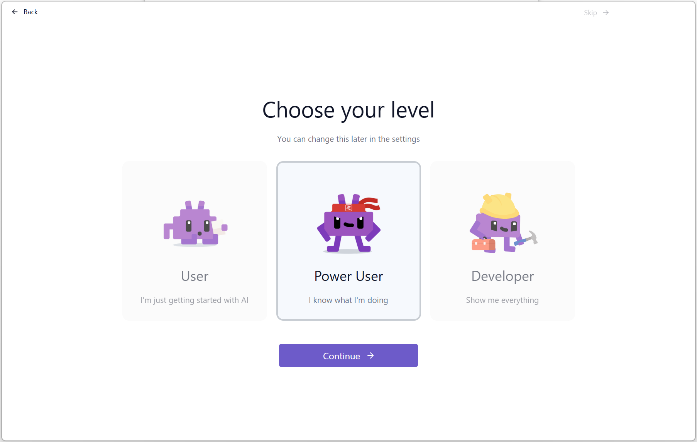 Back
Skip
Choose your level
You can change this later in the settings
User
I'm just getting started with AI
Power User
I know what I'm doing
Developer
Show me everything
Continue